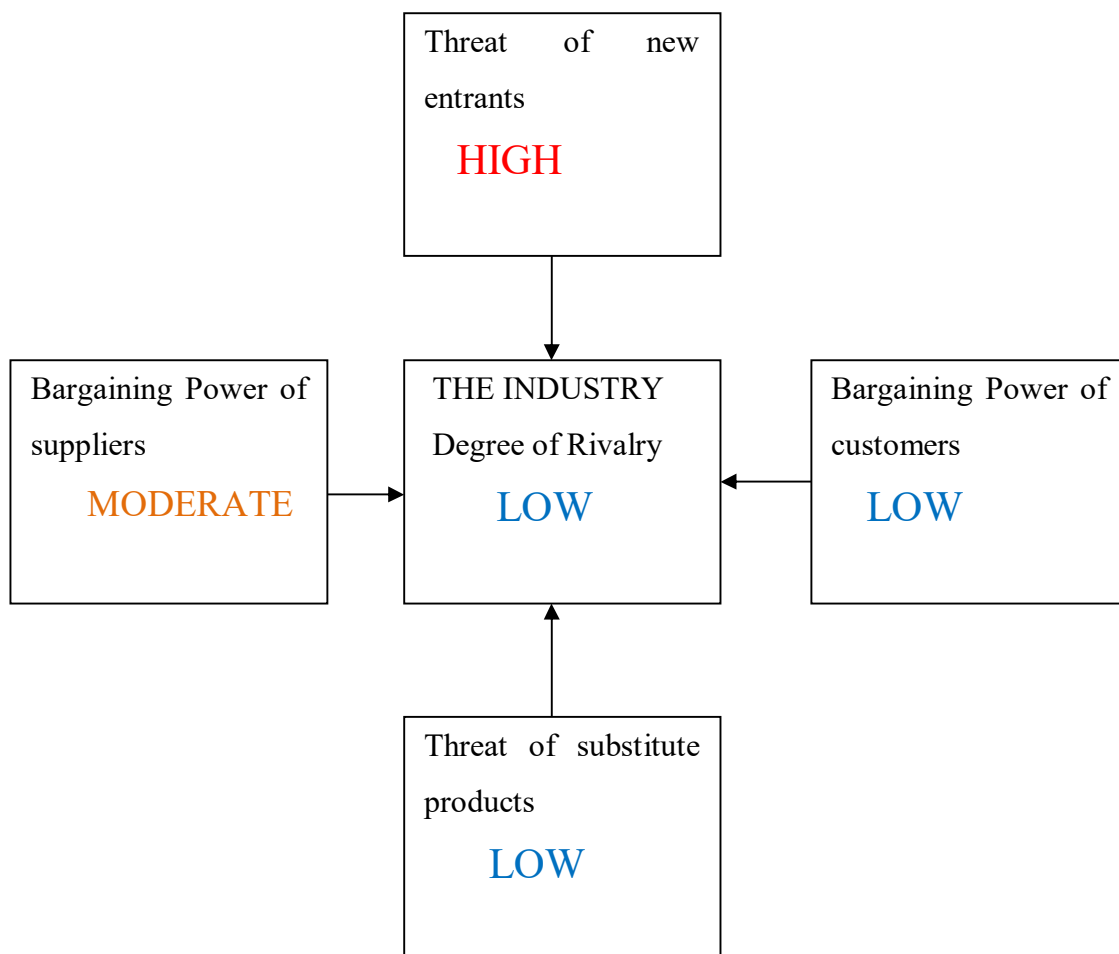 Threat of new
entrants
HIGH
Bargaining Power of
suppliers
MODERATE
THE INDUSTRY
Degree of Rivalry
LOW
Bargaining Power of
customers
LOW
Threat of substitute
products
LOW